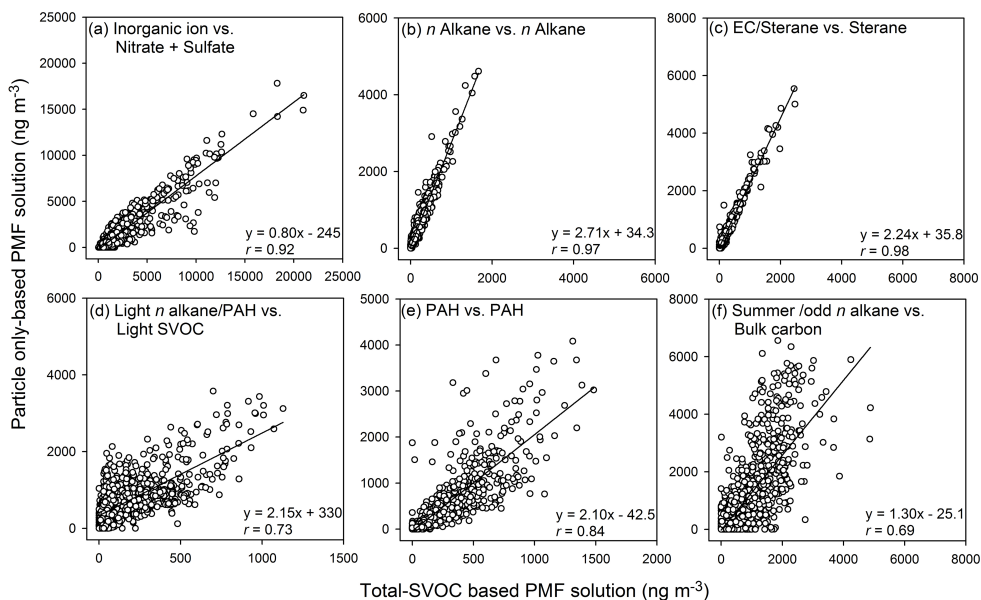 Particle only-based PMF solution (ng m-3)
(a) Inorganic ion vs.
Nitrate + Sulfate
25000
20000
15000
10000
5000
0
0 5000 10000 15000 20000 25000
y = 0.80x - 245
r = 0.92
(b) n Alkane vs. n Alkane
6000
4000
2000
0
0 2000 4000 6000
y = 2.71x + 34.3
r = 0.97
(c) EC/Sterane vs. Sterane
8000
6000
4000
2000
0
0 2000 4000 6000 8000
y = 2.24x + 35.8
r = 0.98
(d) Light n alkane/PAH vs.
Light SVOC
6000
4000
2000
0
0 500 1000 1500
y = 2.15x + 330
r = 0.73
(e) PAH vs. PAH
5000
4000
3000
2000
1000
0
0 500 1000 1500 2000
y = 2.10x - 42.5
r = 0.84
(f) Summer /odd n alkane vs.
Bulk carbon
8000
6000
4000
2000
0
0 2000 4000 6000 8000
y = 1.30x - 25.1
r = 0.69
Total-SVOC based PMF solution (ng m-3)